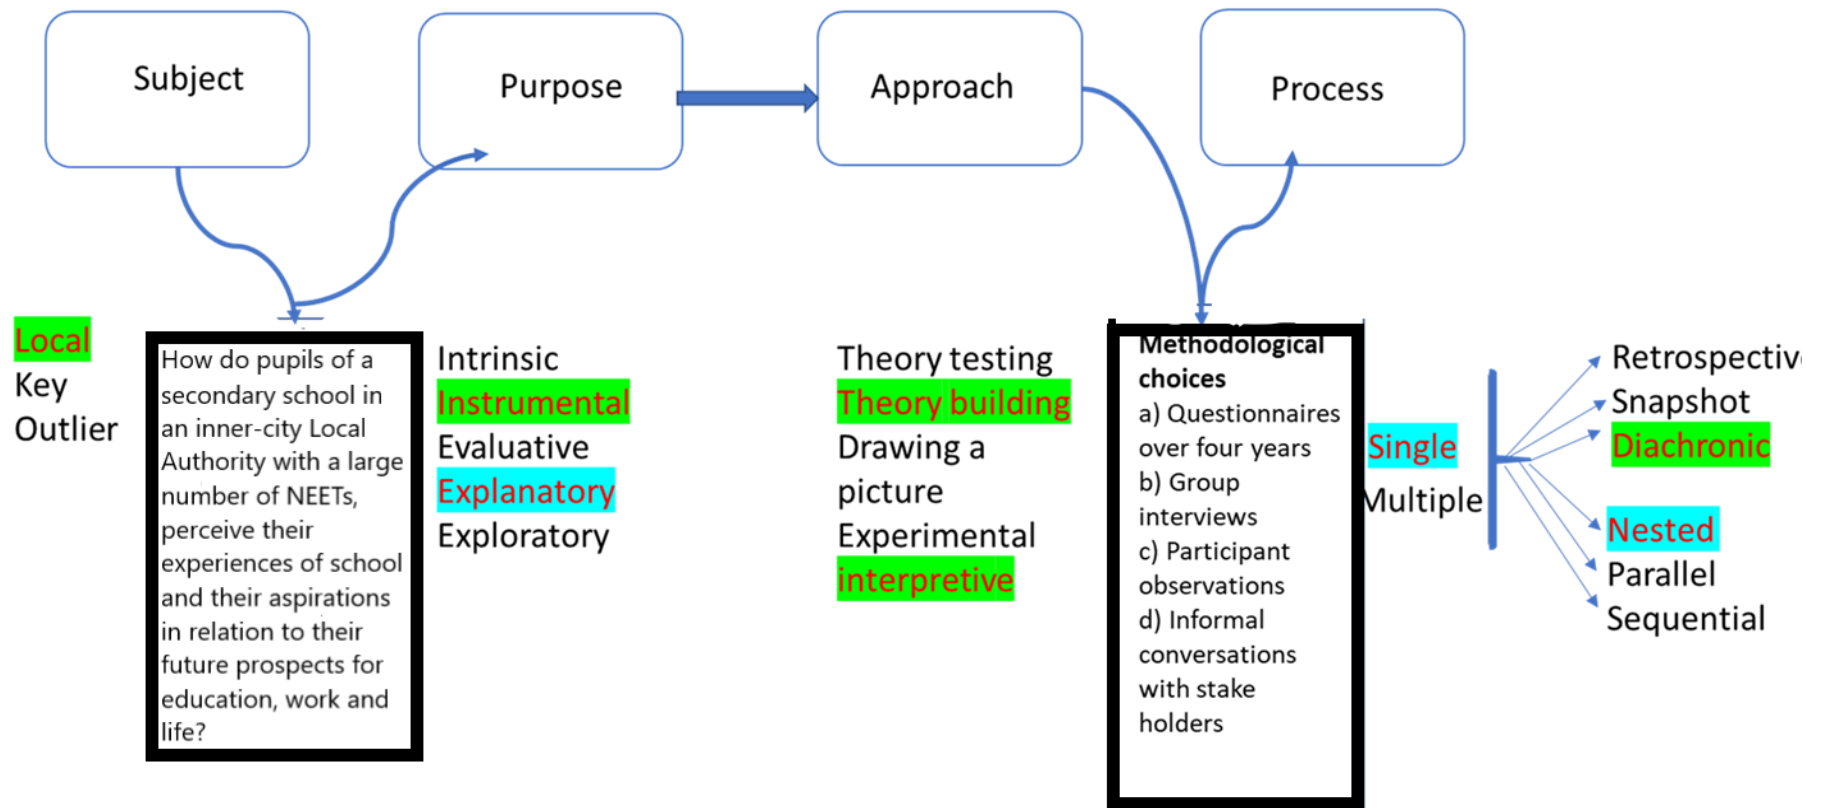 Subject
Purpose
Approach
Process
Local
Key
Outlier
How do pupils of a
secondary school in
an inner-city Local
Authority with a large
number of NEETs,
perceive their
experiences of school
and their aspirations
in relation to their
future prospects for
education, work and
life?
Intrinsic
Instrumental
Evaluative
Explanatory
Exploratory
Theory testing
Theory building
Drawing a
picture
Experimental
interpretive
Methodological
choices
a) Questionnaires
over four years
b) Group
interviews
c) Participant
observations
d) Informal
conversations
with stake
holders
Single
Multiple
Retrospectiv
Snapshot
Diachronic
Nested
Parallel
Sequential